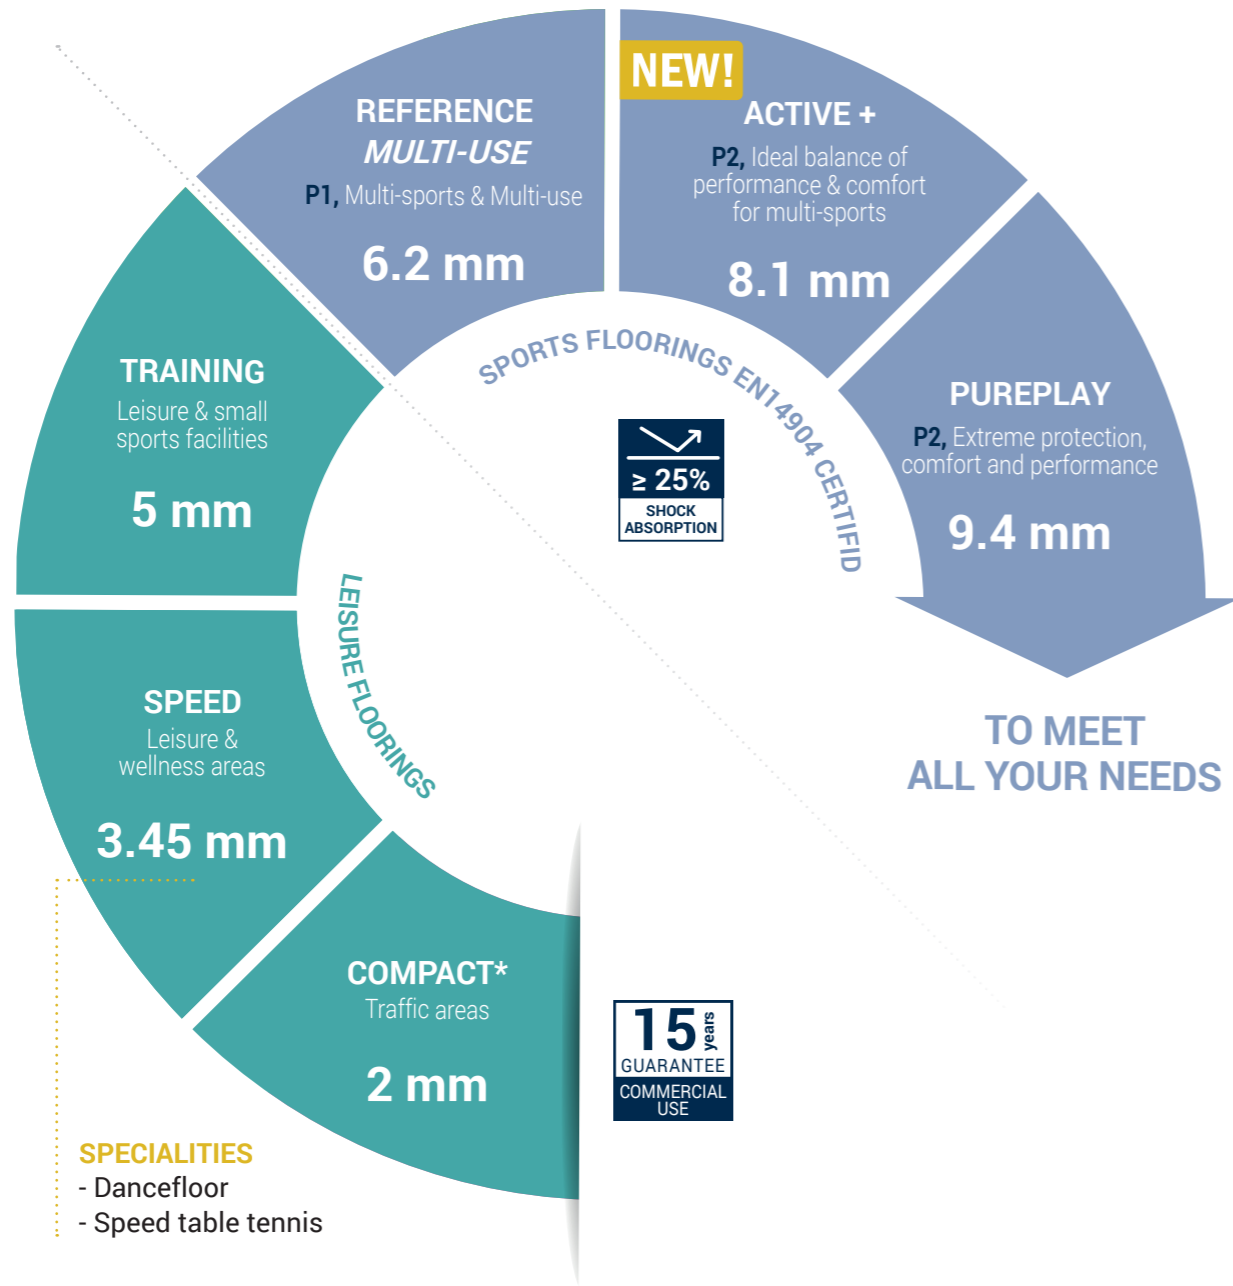 NEW!
REFERENCE
MULTI-USE
P1, Multi-sports & Multi-use
6.2 mm
ACTIVE +
P2, Ideal balance of
performance & comfort
for multi-sports
8.1 mm
PUREPLAY
P2, Extreme protection,
comfort and performance
9.4 mm
TO MEET
ALL YOUR NEEDS
SPORTS FLOORINGS EN14904 CERTIFID
≥ 25%
SHOCK
ABSORPTION
TRAINING
Leisure & small
sports facilities
5 mm
LEISURE FLOORINGS
SPEED
Leisure &
wellness areas
3.45 mm
COMPACT*
Traffic areas
2 mm
15 years
GUARANTEE
COMMERCIAL
USE
SPECIALITIES
- Dancefloor
- Speed table tennis